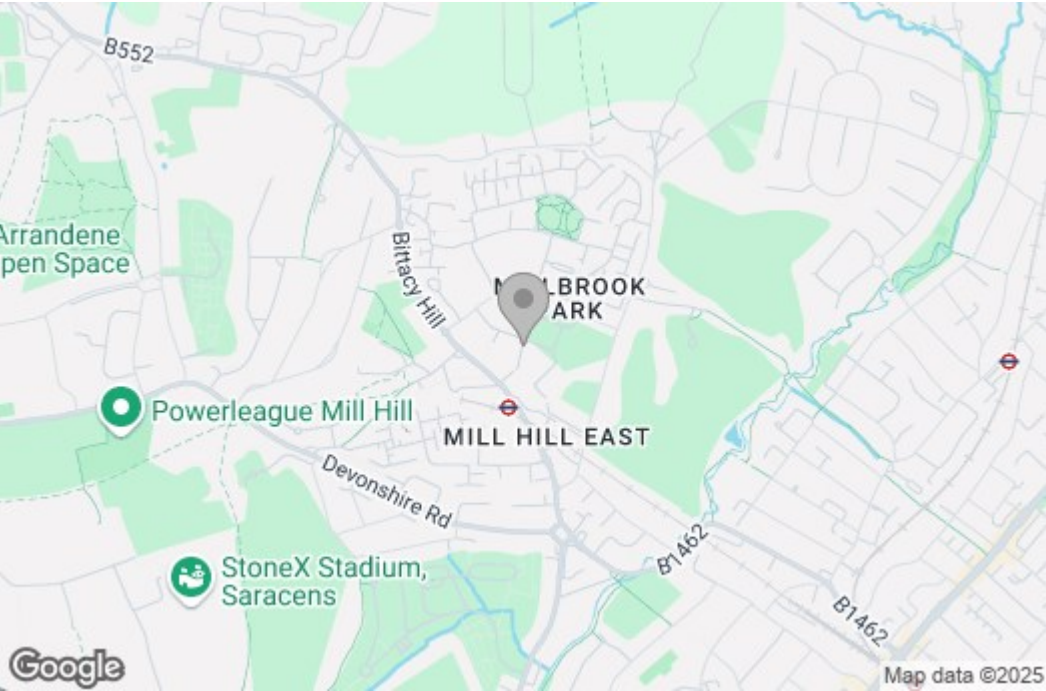 B552
Arrandene
pen Space
Bittacy Hill
LBROOK
ARK
Powerleague Mill Hill
MILL HILL EAST
Devonshire Rd
StoneX Stadium,
Saracens
B1462
B1462
Google
Map data ©2025